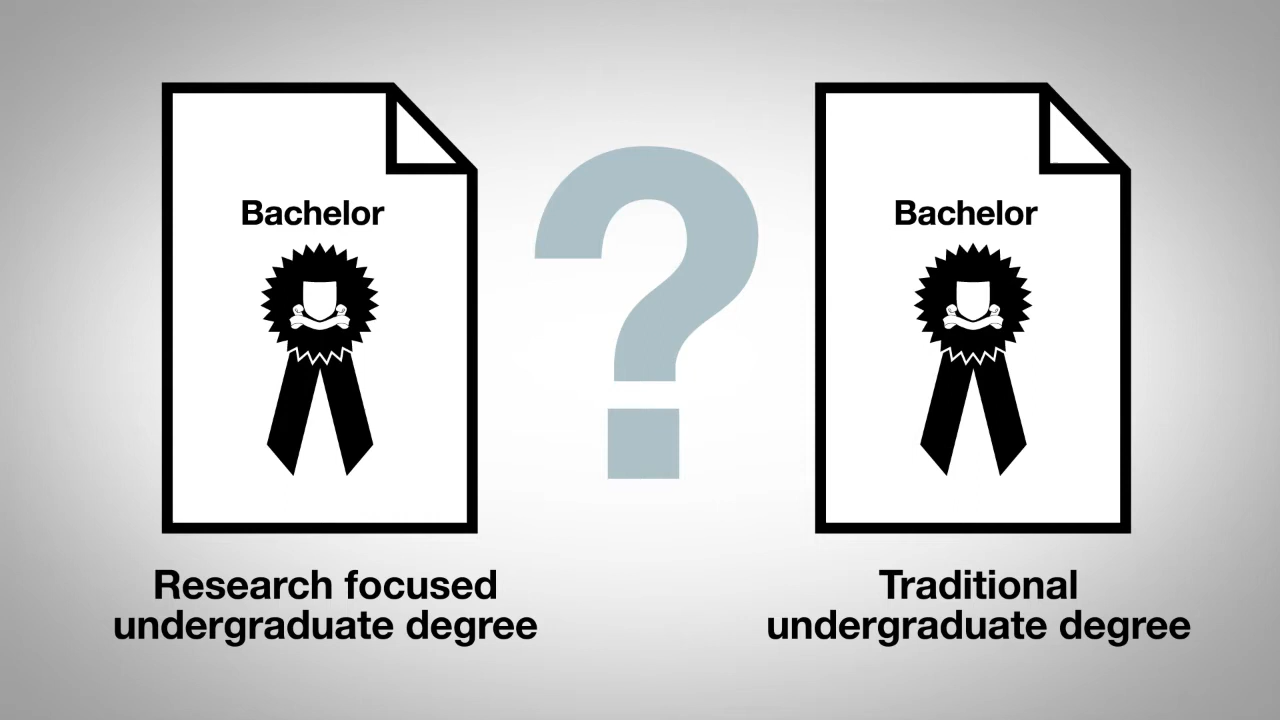 Bachelor
?
Bachelor
Research focused
undergraduate degree
Traditional
undergraduate degree